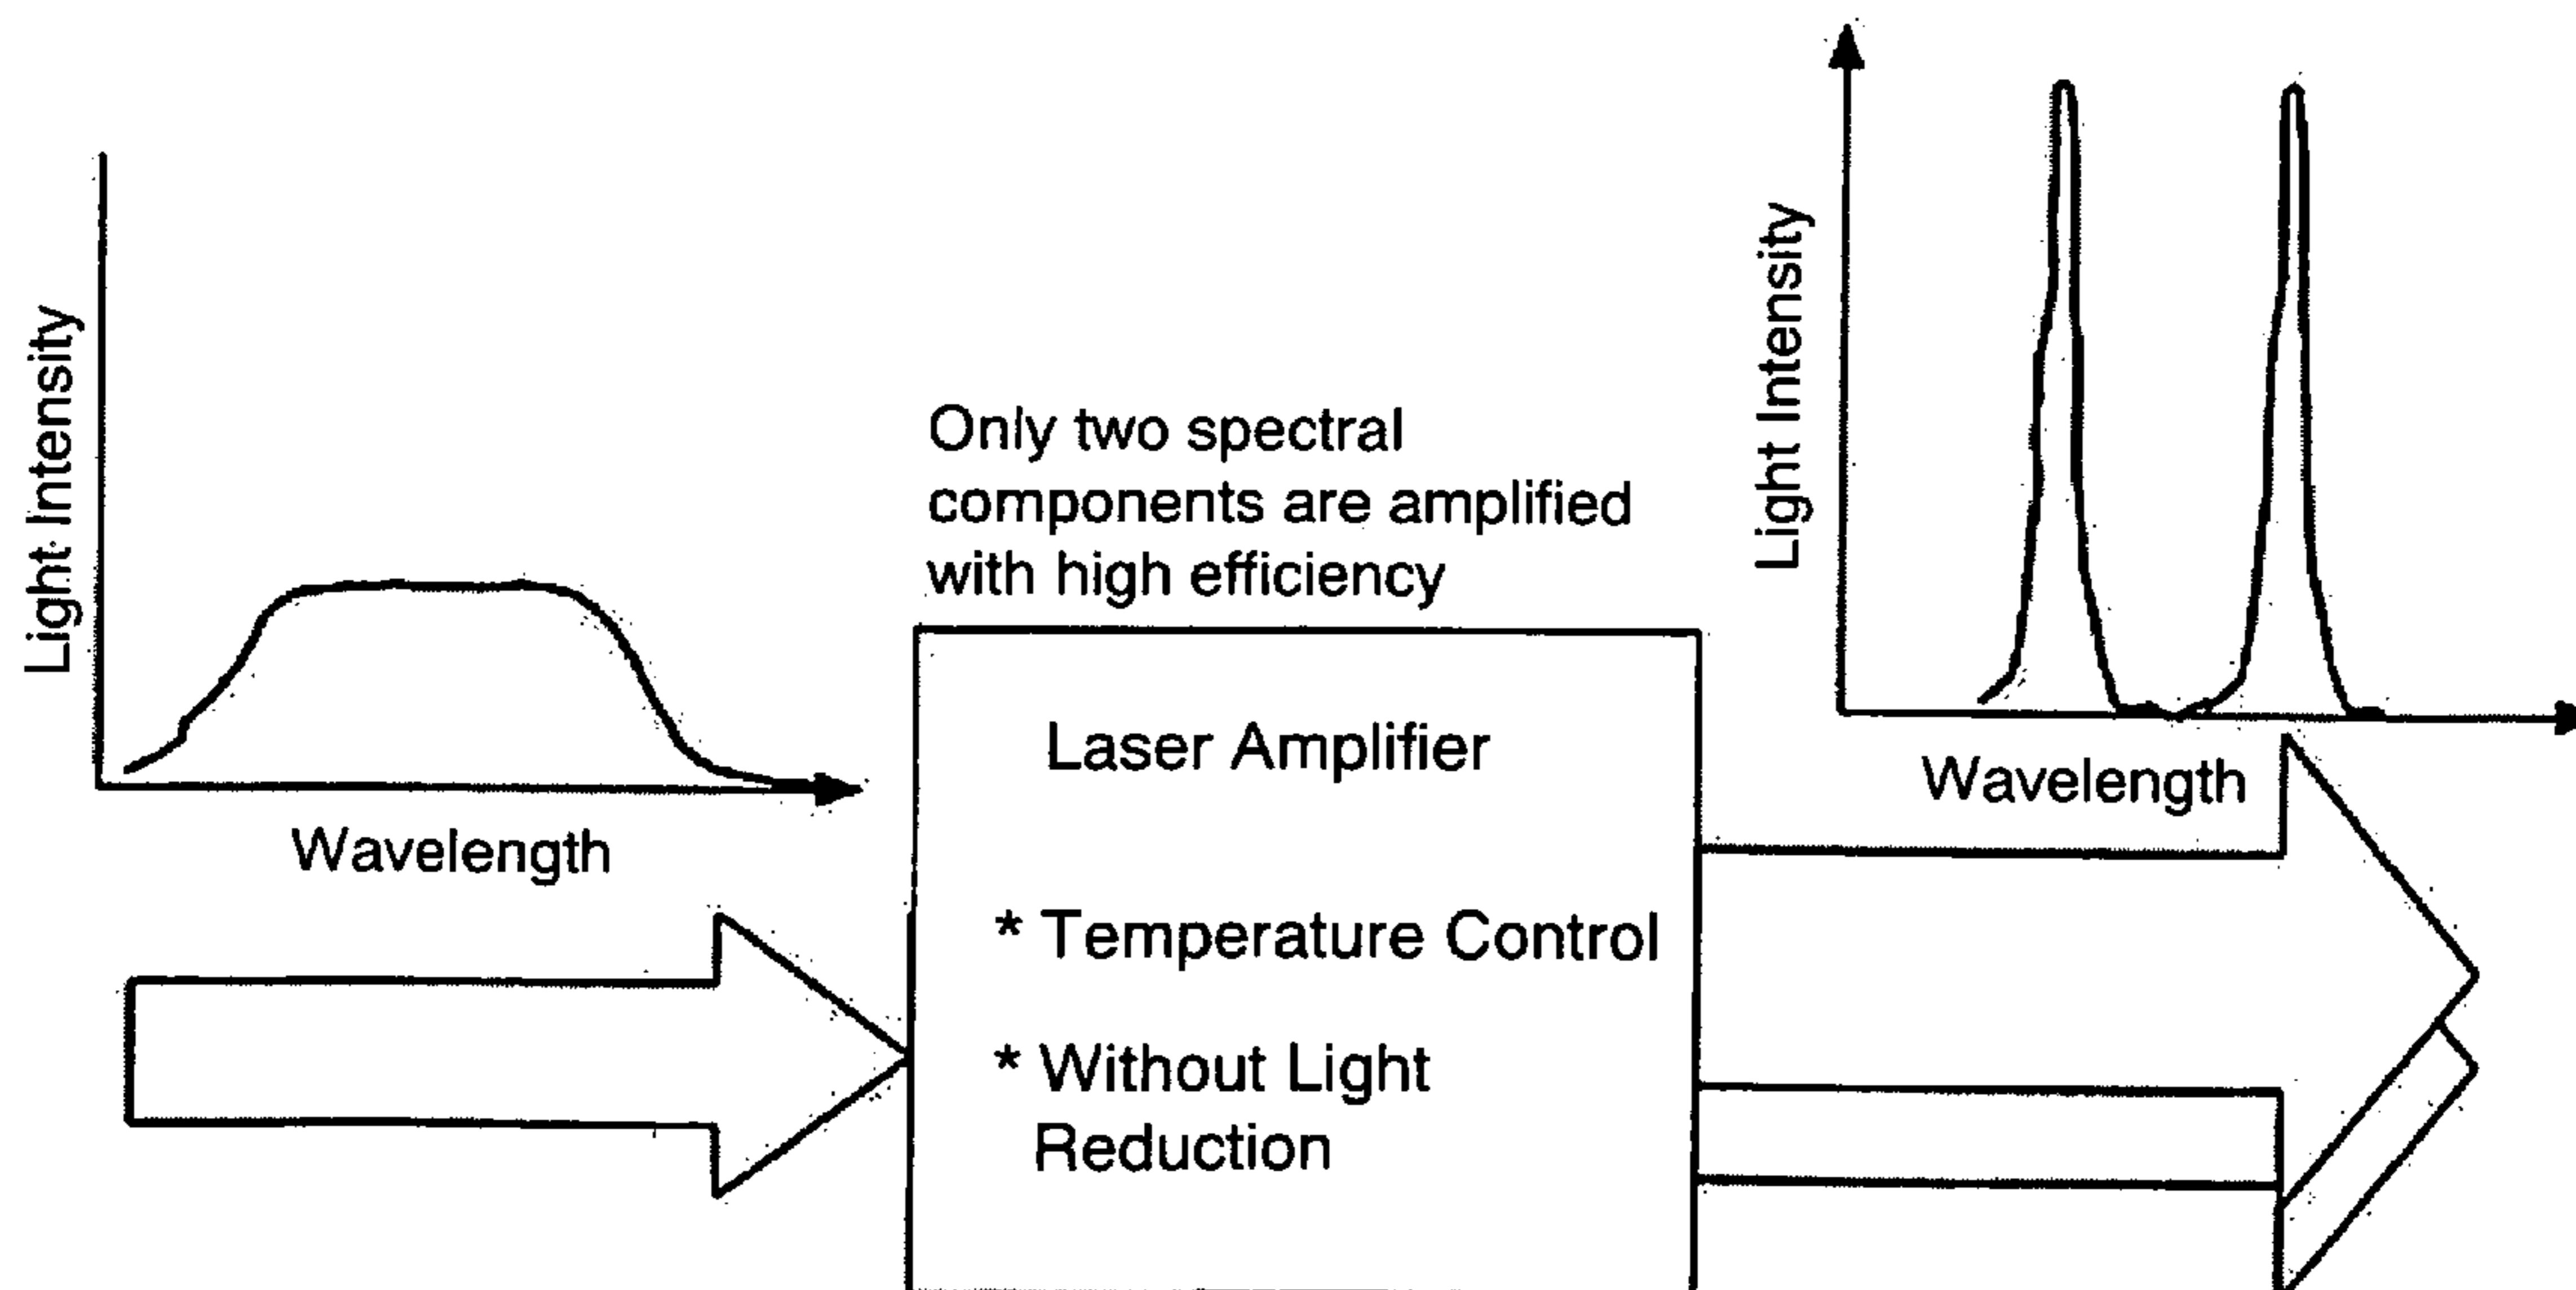 Light Intensity
Wavelength
Only two spectral
components are amplified
with high efficiency
Laser Amplifier
* Temperature Control
* Without Light
Reduction
Light Intensity
Wavelength